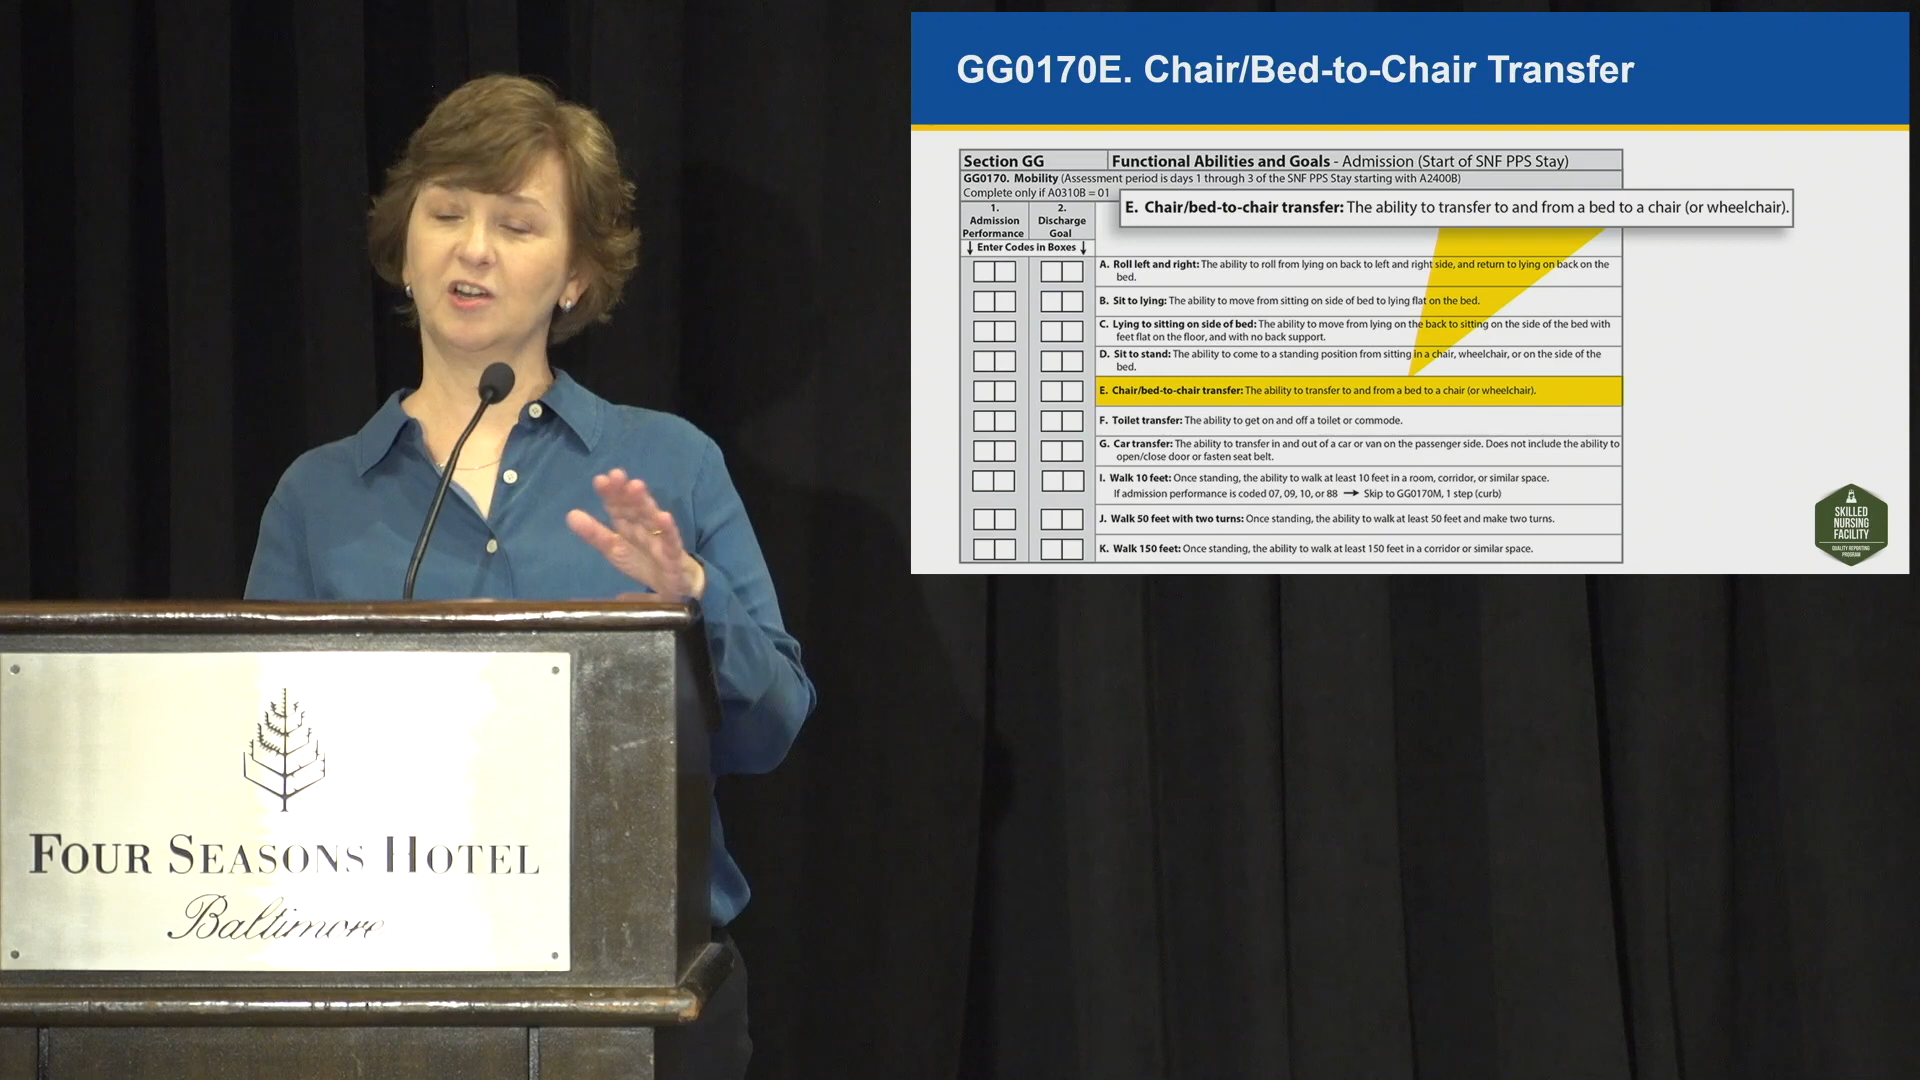 GG0170E. Chair/Bed-to-Chair Transfer
Section GG
Functional Abilities and Goals - Admission (Start of SNF PPS Stay)
GG0170. Mobility (Assessment period is days 1 through 3 of the SNF PPS Stay starting with A2400B)
Complete only if A0310B = 01
E. Chair/bed-to-chair transfer: The ability to transfer to and from a bed to a chair (or wheelchair).
1.
Admission
Performance
2.
Discharge
Goal
↓ Enter Codes in Boxes ↓
A. Roll left and right: The ability to roll from lying on back to left and right side, and return to lying on back on the
bed.
B. Sit to lying: The ability to move from sitting on side of bed to lying flat on the bed.
C. Lying to sitting on side of bed: The ability to move from lying on the back to sitting on the side of the bed with
feet flat on the floor, and with no back support.
D. Sit to stand: The ability to come to a standing position from sitting in a chair, wheelchair, or on the side of the
bed.
E. Chair/bed-to-chair transfer: The ability to transfer to and from a bed to a chair (or wheelchair).
F. Toilet transfer: The ability to get on and off a toilet or commode.
G. Car transfer: The ability to transfer in and out of a car or van on the passenger side. Does not include the ability to
open/close door or fasten seat belt.
I. Walk 10 feet: Once standing, the ability to walk at least 10 feet in a room, corridor, or similar space.
If admission performance is coded 07, 09, 10, or 88 → Skip to GG0170M, 1 step (curb)
J. Walk 50 feet with two turns: Once standing, the ability to walk at least 50 feet and make two turns.
K. Walk 150 feet: Once standing, the ability to walk at least 150 feet in a corridor or similar space.
SKILLED
NURSING
FACILITY
QUALITY REPORTING
PROGRAM
FOUR SEASONS HOTEL
Baltimore